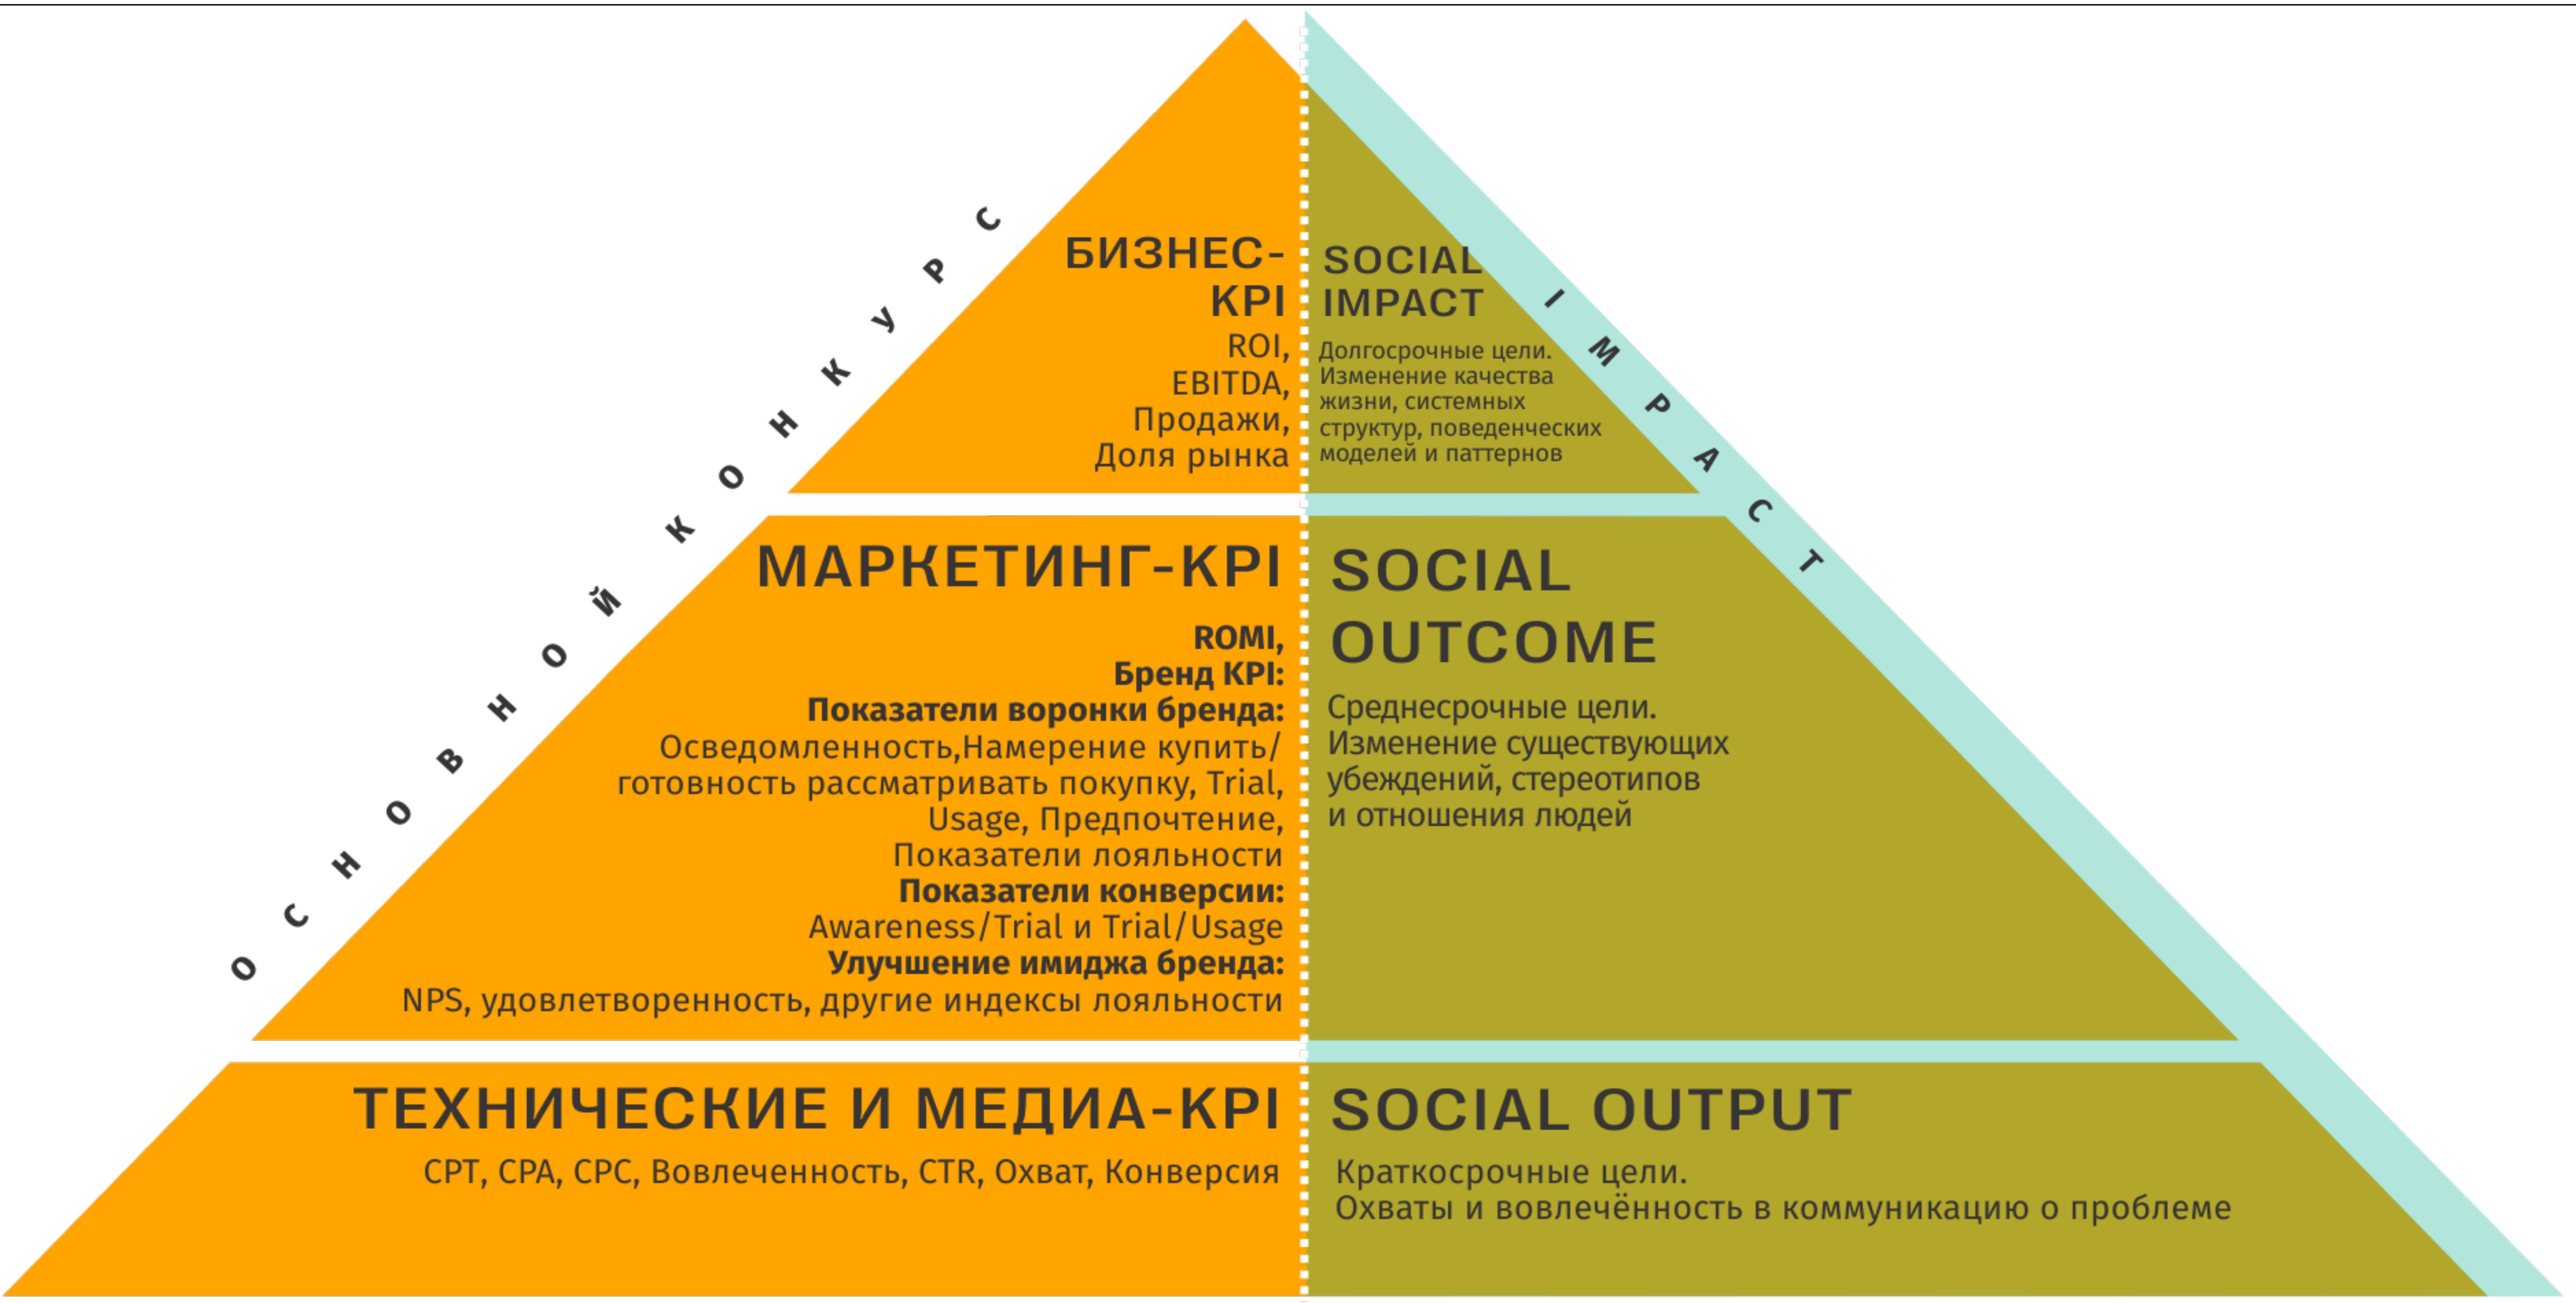 ОСНОВНОЙ КОНКУРС
БИЗНЕС-
KPI
ROI,
EBITDA,
Продажи,
Доля рынка
SOCIAL
IMPACT
Долгосрочные цели.
Изменение качества
жизни, системных
структур, поведенческих
моделей и паттернов
IMPACT
МАРКЕТИНГ-KPI
ROMI,
Бренд KPI:
Показатели воронки бренда:
Осведомленность,Намерение купить/
готовность рассматривать покупку, Trial,
Usage, Предпочтение,
Показатели лояльности
Показатели конверсии:
Awareness/Trial и Trial/Usage
Улучшение имиджа бренда:
NPS, удовлетворенность, другие индексы лояльности
SOCIAL
OUTCOME
Среднесрочные цели.
Изменение существующих
убеждений, стереотипов
и отношения людей
ТЕХНИЧЕСКИЕ И МЕДИА-KPI
CPT, CPA, CPC, Вовлеченность, CTR, Охват, Конверсия
SOCIAL OUTPUT
Краткосрочные цели.
Охваты и вовлечённость в коммуникацию о проблеме